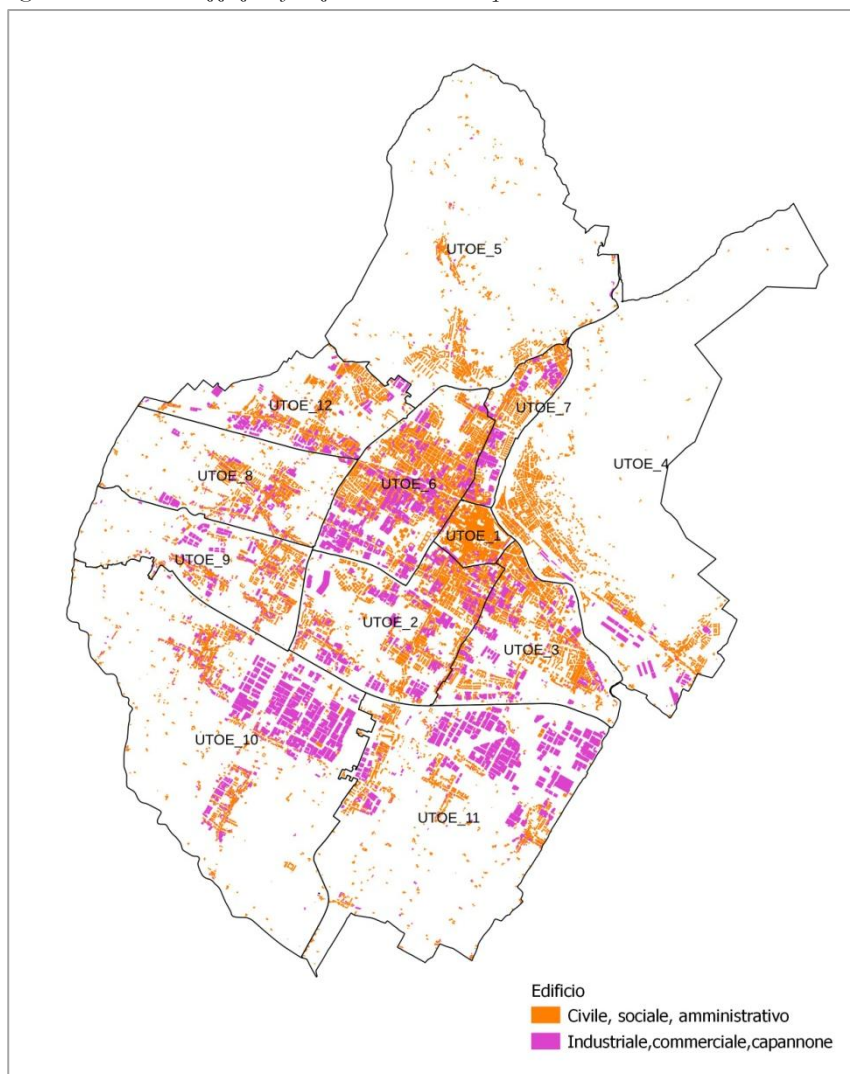 UTOE_5
UTOE_7
UTOE_12
UTOE_4
UTOE_8
UTOE_6
UTOE_1
UTOE_9
UTOE_2
UTOE_3
UTOE_10
UTOE_11
Edificio
Civile, sociale, amministrativo
Industriale,commerciale,capannone